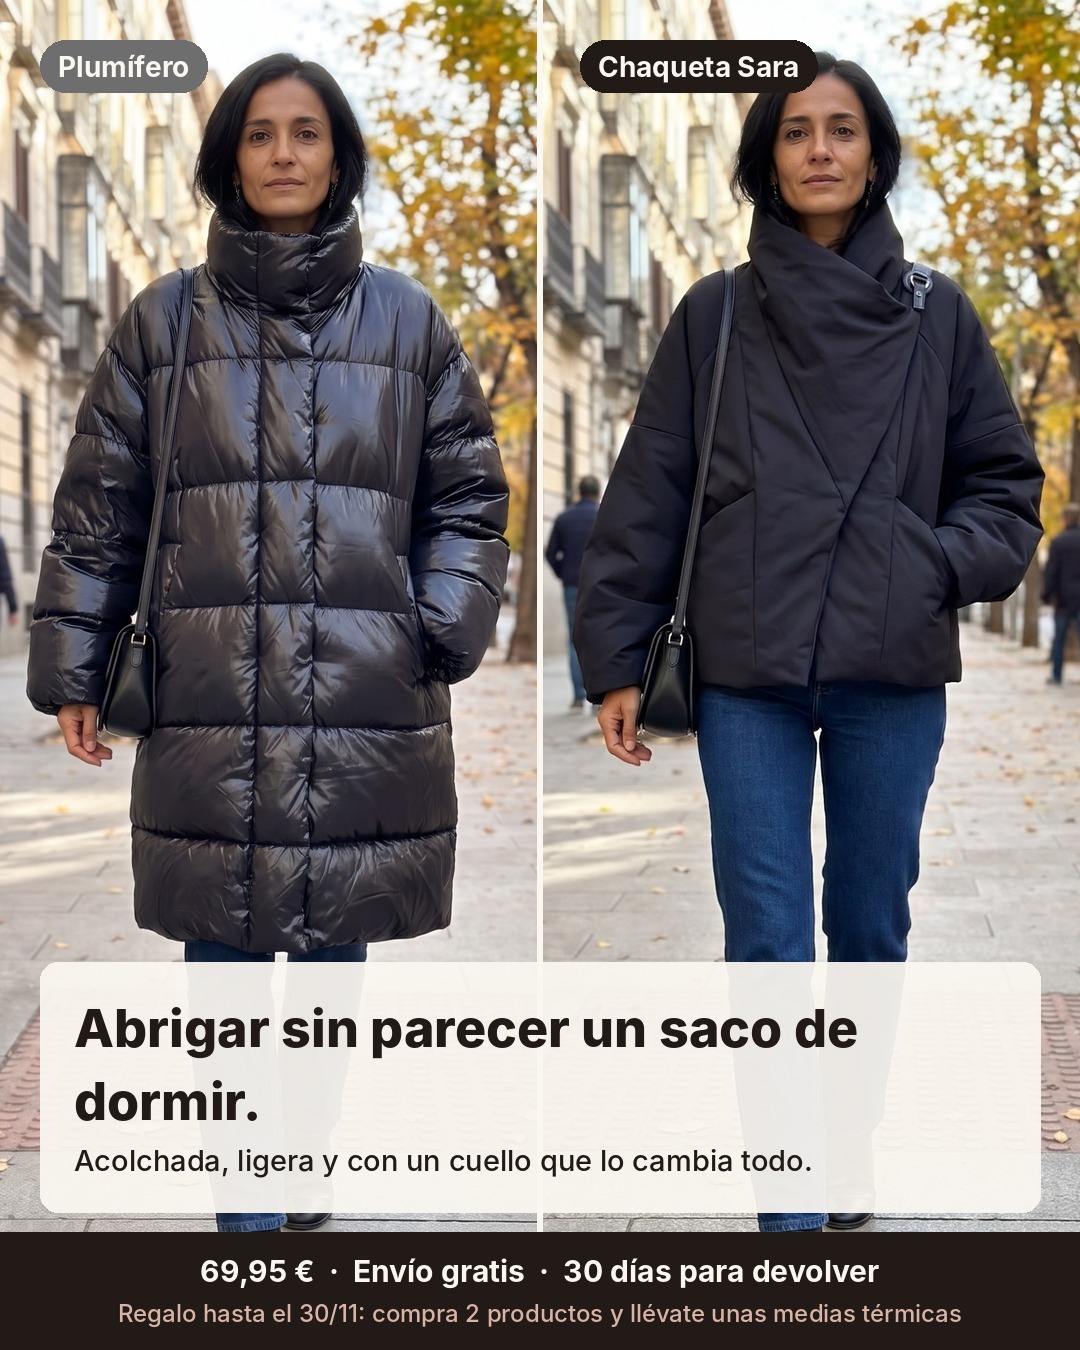 Plumífero
Chaqueta Sara
Abrigar sin parecer un saco de
dormir.
Acolchada, ligera y con un cuello que lo cambia todo.
69,95 € · Envío gratis · 30 días para devolver
Regalo hasta el 30/11: compra 2 productos y llévate unas medias térmicas